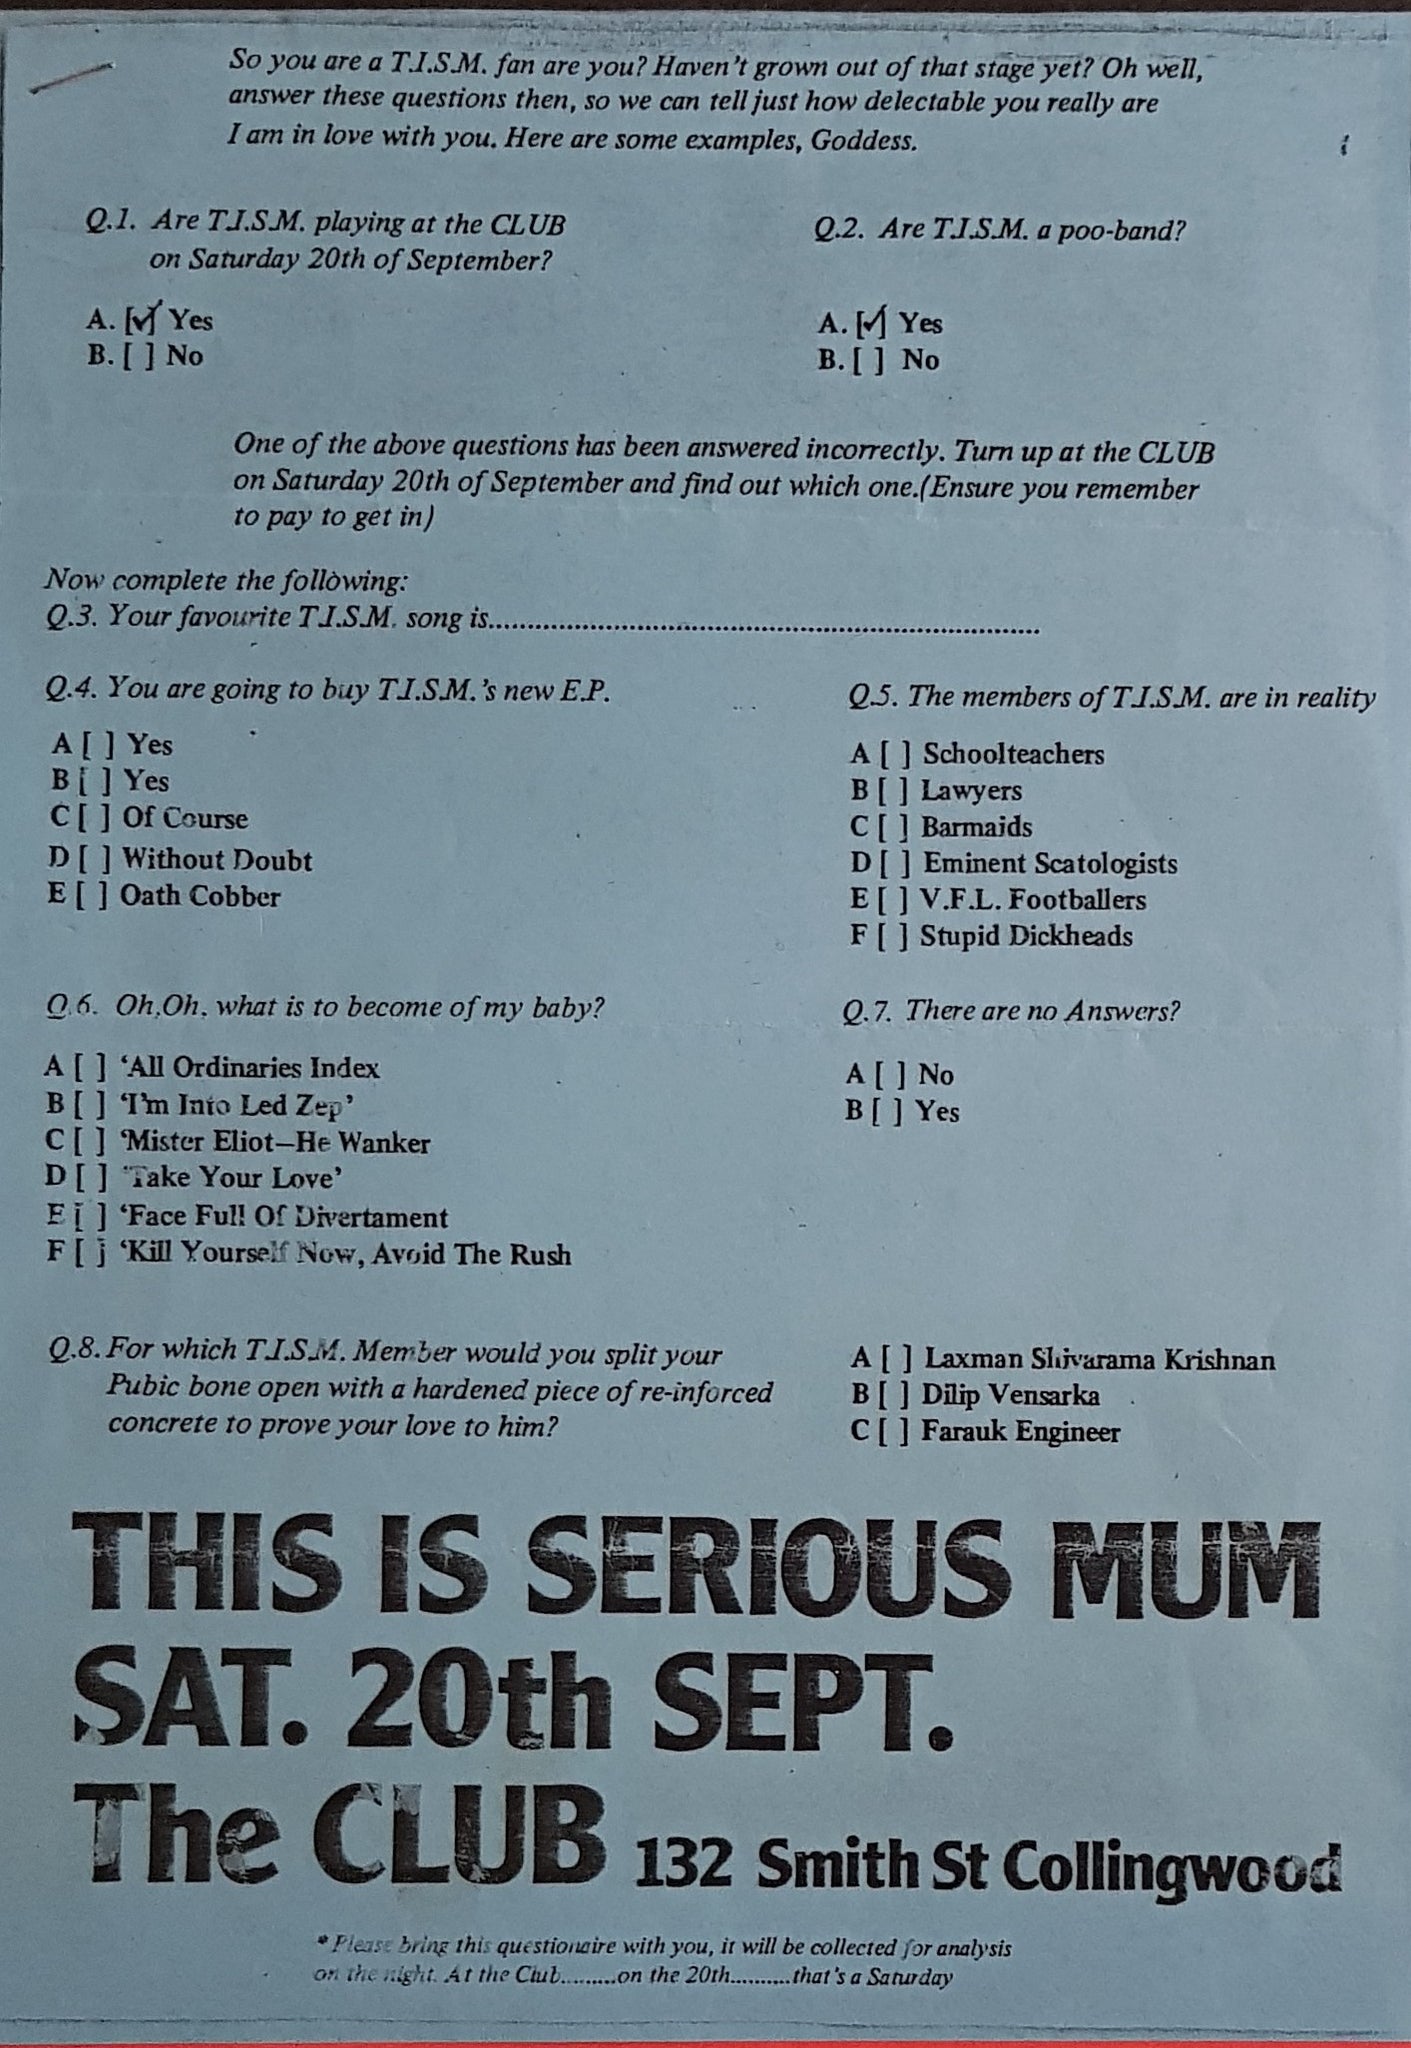 So you are a T.I.S.M. fan are you? Haven't grown out of that stage yet? Oh well,
answer these questions then, so we can tell just how delectable you really are
I am in love with you. Here are some examples, Goddess.
Q.1. Are T.I.S.M. playing at the CLUB
on Saturday 20th of September?
A. [✓] Yes
B. [ ] No
Q.2. Are T.I.S.M. a poo-band?
A. [✓] Yes
B. [ ] No
One of the above questions has been answered incorrectly. Turn up at the CLUB
on Saturday 20th of September and find out which one.(Ensure you remember
to pay to get in)
Now complete the following:
Q.3. Your favourite T.I.S.M. song is......................................................................
Q.4. You are going to buy T.I.S.M.'s new E.P.
A [ ] Yes
B [ ] Yes
C [ ] Of Course
D [ ] Without Doubt
E [ ] Oath Cobber
Q.5. The members of T.I.S.M. are in reality
A [ ] Schoolteachers
B [ ] Lawyers
C [ ] Barmaids
D [ ] Eminent Scatologists
E [ ] V.F.L. Footballers
F [ ] Stupid Dickheads
Q.6. Oh,Oh, what is to become of my baby?
A [ ] 'All Ordinaries Index
B [ ] 'I'm Into Led Zep'
C [ ] 'Mister Eliot—He Wanker
D [ ] 'Take Your Love'
E [ ] 'Face Full Of Divertament
F [ ] 'Kill Yourself Now, Avoid The Rush
Q.7. There are no Answers?
A [ ] No
B [ ] Yes
Q.8. For which T.I.S.M. Member would you split your
Pubic bone open with a hardened piece of re-inforced
concrete to prove your love to him?
A [ ] Laxman Shivarama Krishnan
B [ ] Dilip Vensarka
C [ ] Farauk Engineer
THIS IS SERIOUS MUM
SAT. 20th SEPT.
The CLUB 132 Smith St Collingwood
* Please bring this questionaire with you, it will be collected for analysis
on the night. At the Club.........on the 20th..........that's a Saturday